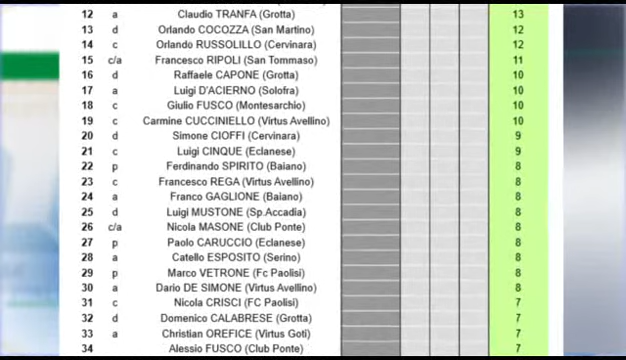 12 a Claudio TRANFA (Grotta) 13
13 d Orlando COCOZZA (San Martino) 12
14 c Orlando RUSSOLILLO (Cervinara) 12
15 c/a Francesco RIPOLI (San Tommaso) 11
16 d Raffaele CAPONE (Grotta) 10
17 a Luigi D'ACIERNO (Solofra) 10
18 c Giulio FUSCO (Montesarchio) 10
19 c Carmine CUCCINIELLO (Virtus Avellino) 10
20 d Simone CIOFFI (Cervinara) 9
21 c Luigi CINQUE (Eclanese) 9
22 p Ferdinando SPIRITO (Baiano) 8
23 c Francesco REGA (Virtus Avellino) 8
24 a Franco GAGLIONE (Baiano) 8
25 d Luigi MUSTONE (Sp.Accadia) 8
26 c/a Nicola MASONE (Club Ponte) 8
27 p Paolo CARUCCIO (Eclanese) 8
28 a Catello ESPOSITO (Serino) 8
29 p Marco VETRONE (Fc Paolisi) 8
30 a Dario DE SIMONE (Virtus Avellino) 8
31 c Nicola CRISCI (FC Paolisi) 7
32 d Domenico CALABRESE (Grotta) 7
33 a Christian OREFICE (Virtus Goti) 7
34 Alessio FUSCO (Club Ponte) 7